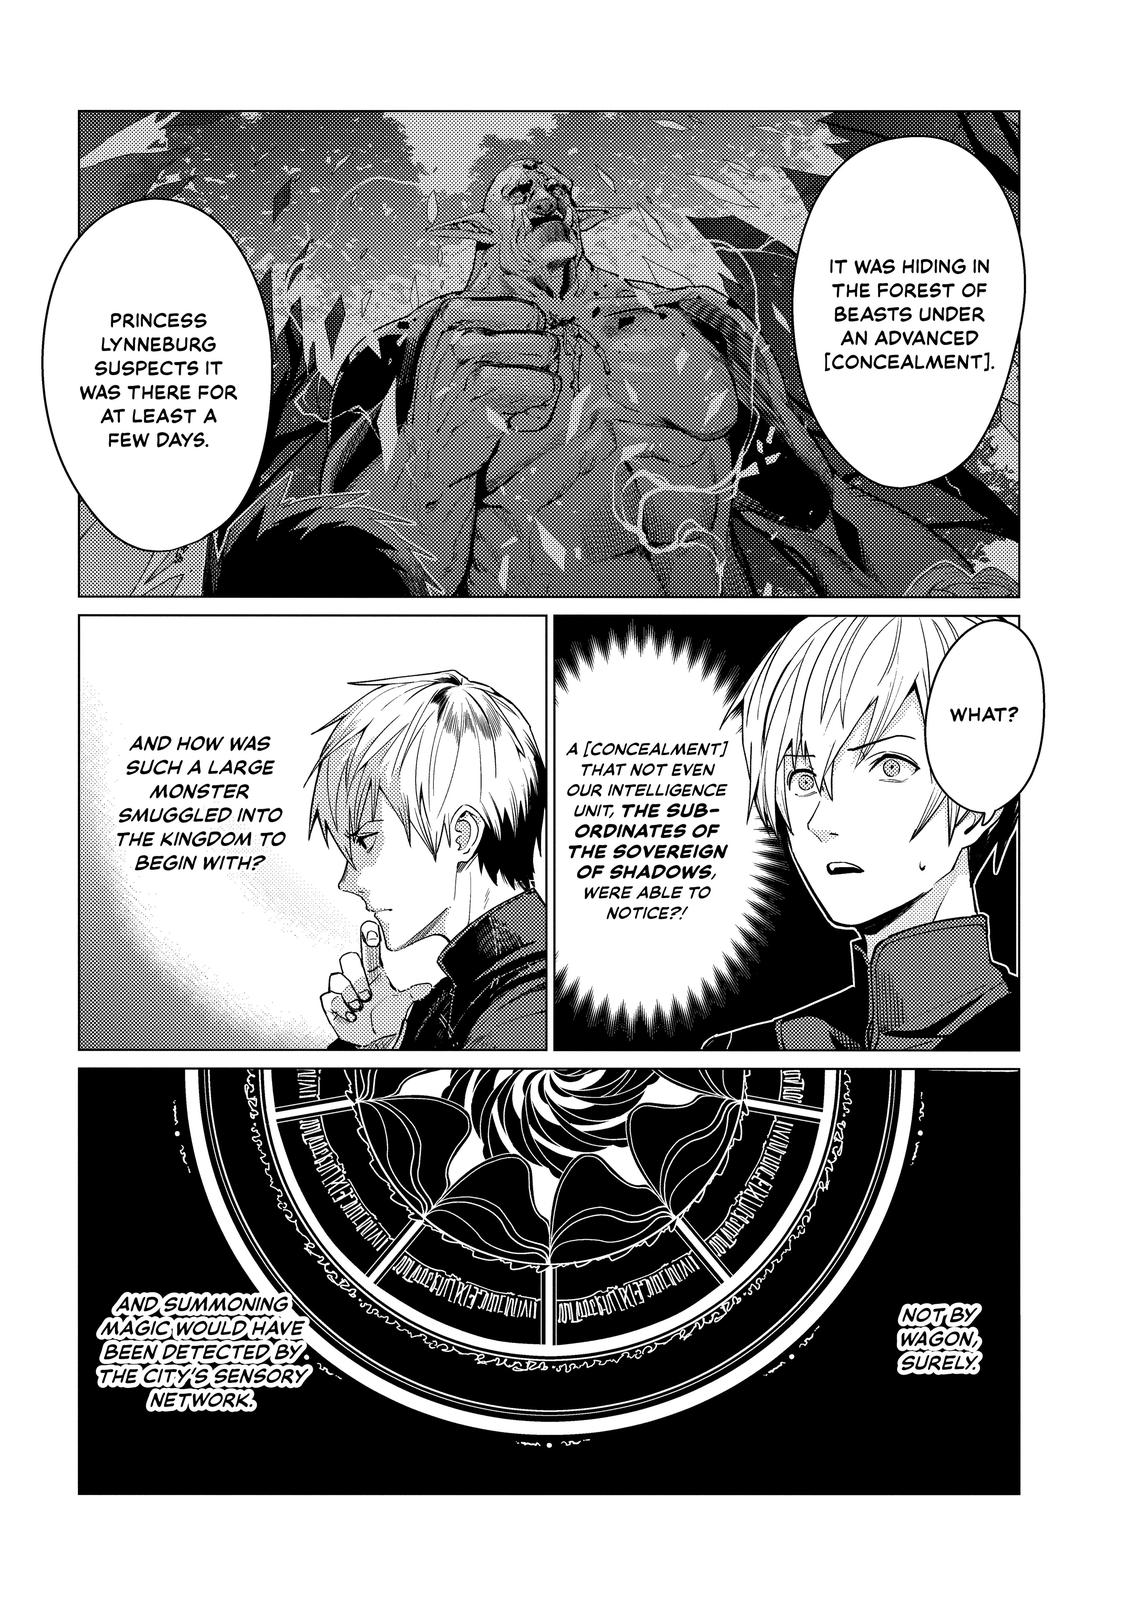 IT WAS HIDING IN
THE FOREST OF
BEASTS UNDER
AN ADVANCED
[CONCEALMENT].
PRINCESS
LYNNEBURG
SUSPECTS IT
WAS THERE FOR
AT LEAST A
FEW DAYS.
WHAT?
A [CONCEALMENT]
THAT NOT EVEN
OUR INTELLIGENCE
UNIT, THE SUB-
ORDINATES OF
THE SOVEREIGN
OF SHADOWS,
WERE ABLE TO
NOTICE?!
AND HOW WAS
SUCH A LARGE
MONSTER
SMUGGLED INTO
THE KINGDOM TO
BEGIN WITH?
NOT BY
WAGON,
SURELY.
AND SUMMONING
MAGIC WOULD HAVE
BEEN DETECTED BY
THE CITY'S SENSORY
NETWORK.